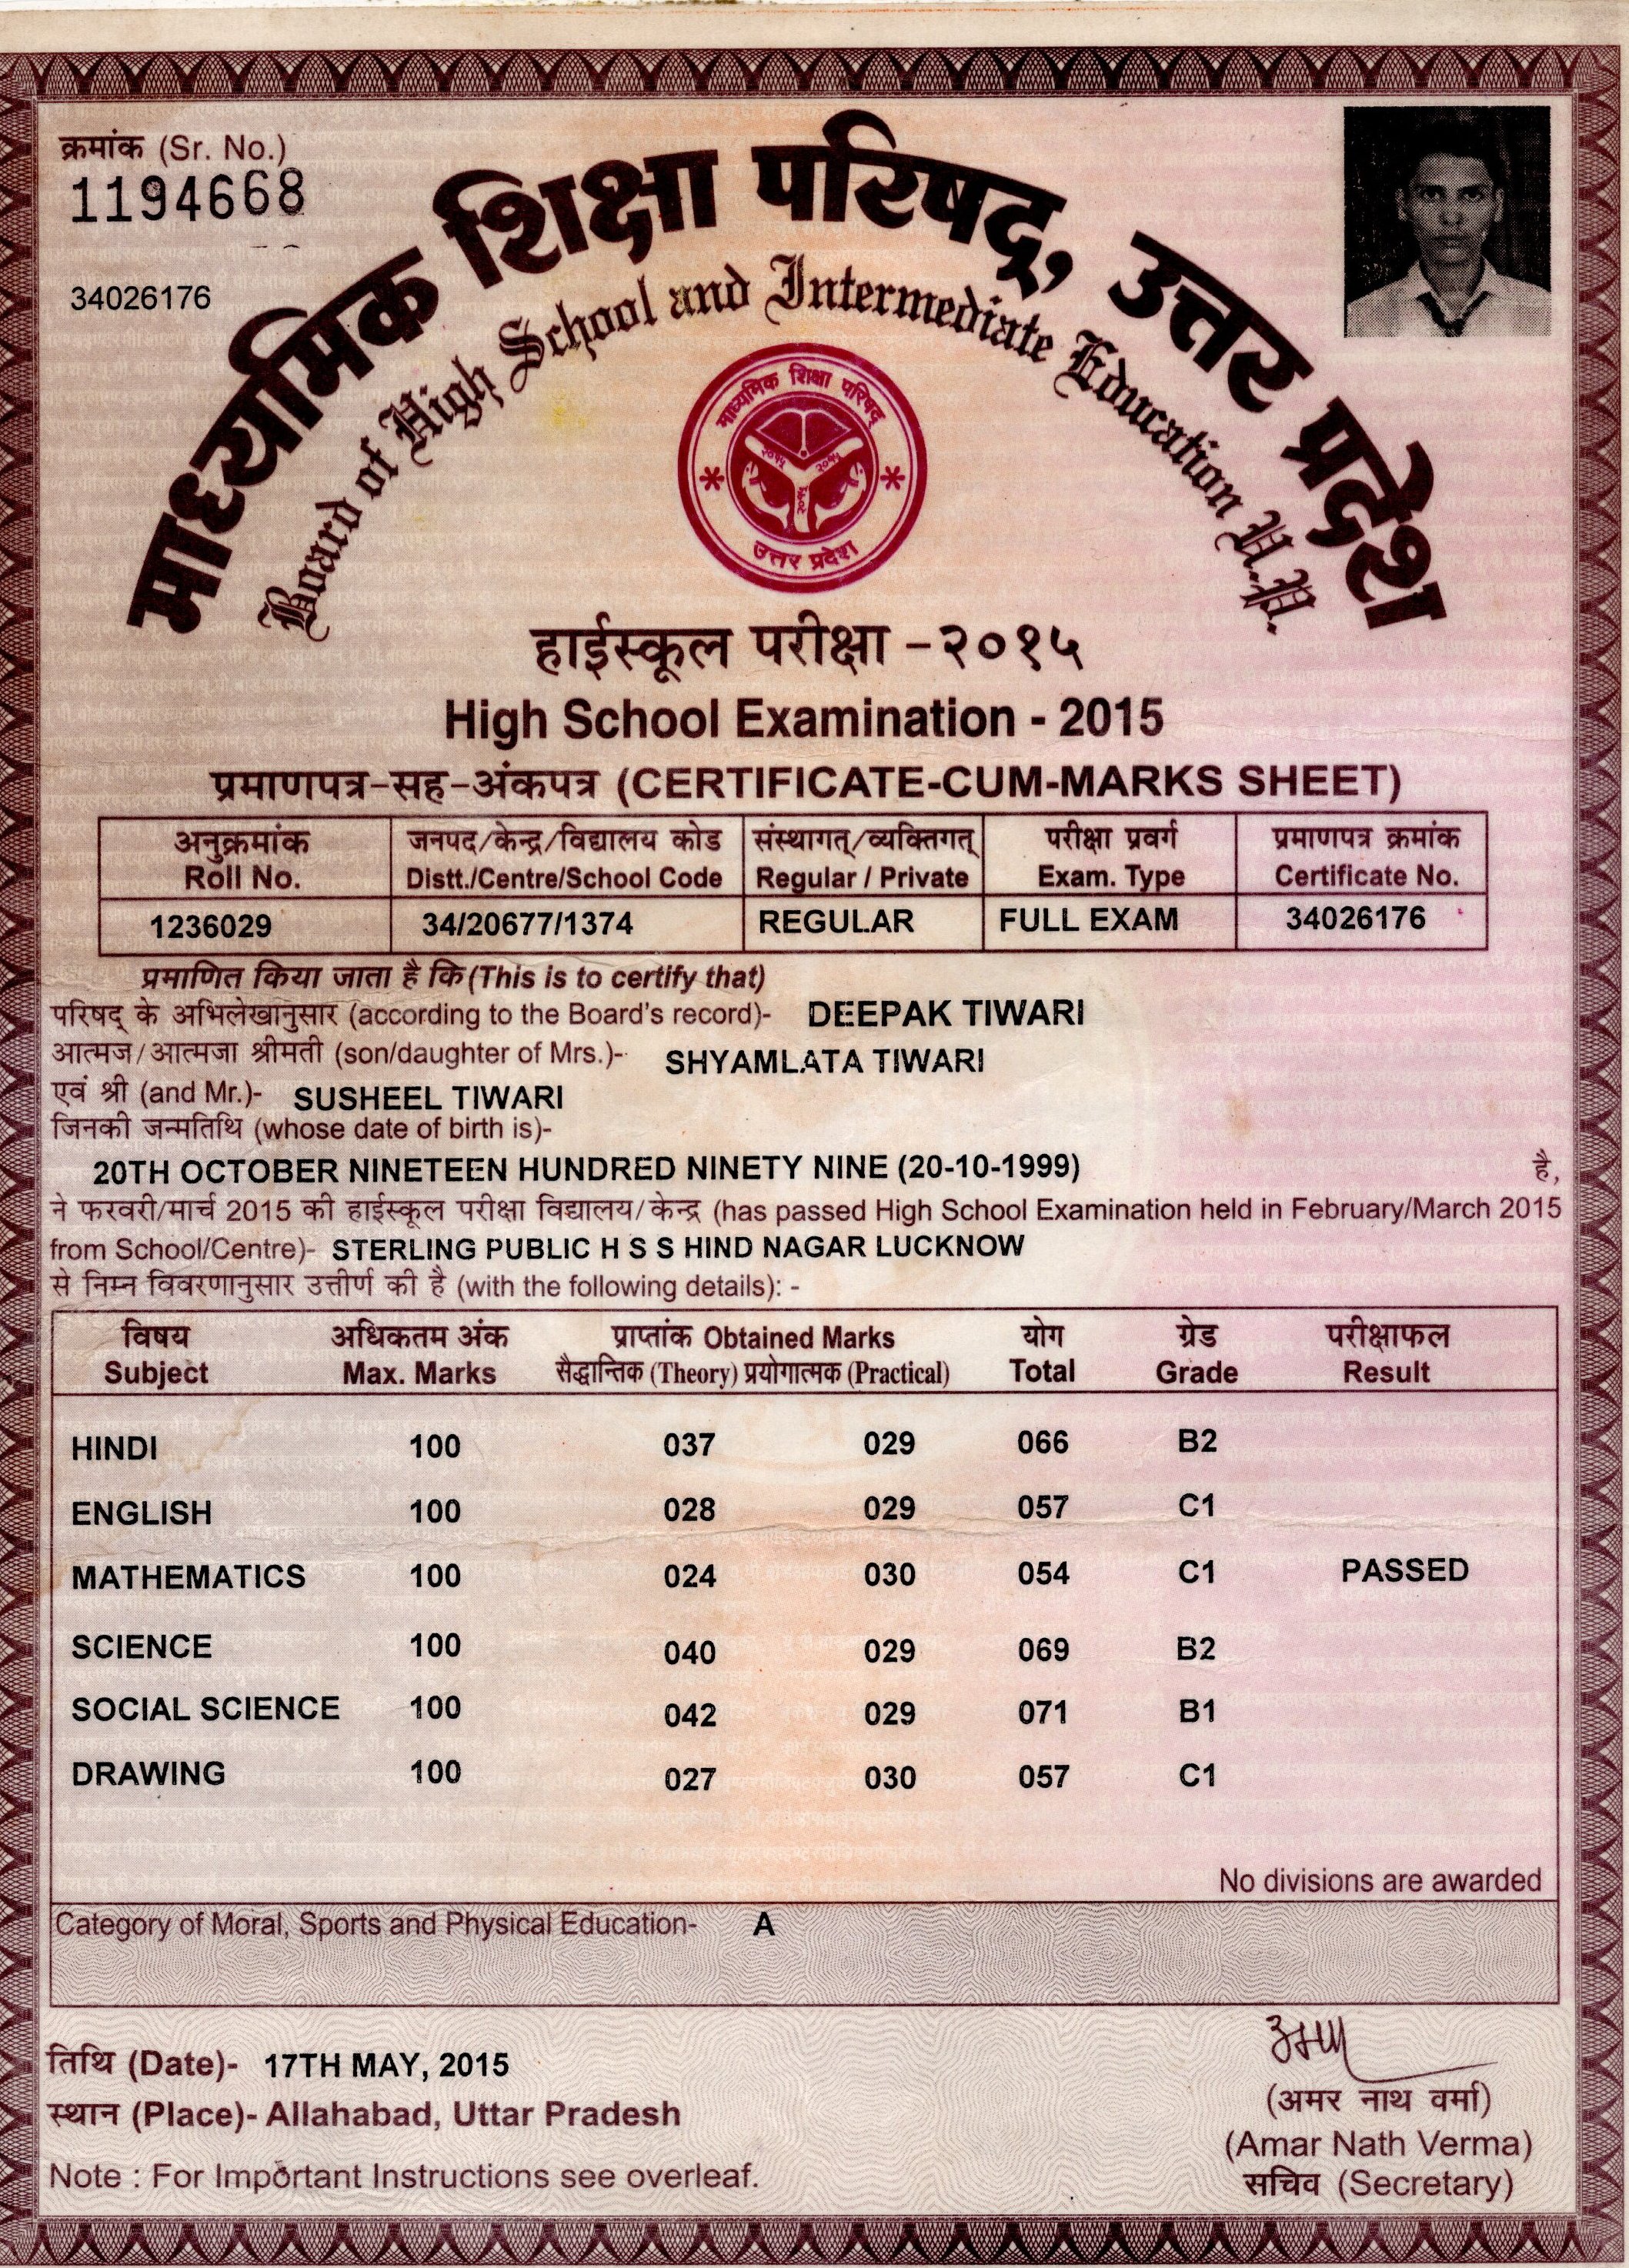 क्रमांक (Sr. No.)
1194668
34026176
माध्यमिक शिक्षा परिषद्, उत्तर प्रदेश
Board of High School and Intermediate Education U.P.
माध्यमिक शिक्षा परिषद्
२०१५ २०१५
२०१५
उत्तर प्रदेश
हाईस्कूल परीक्षा -२०१५
High School Examination - 2015
प्रमाणपत्र-सह-अंकपत्र (CERTIFICATE-CUM-MARKS SHEET)
अनुक्रमांक जनपद/केन्द्र/विद्यालय कोड संस्थागत्/व्यक्तिगत् परीक्षा प्रवर्ग प्रमाणपत्र क्रमांक
Roll No. Distt./Centre/School Code Regular / Private Exam. Type Certificate No.
1236029 34/20677/1374 REGULAR FULL EXAM 34026176
प्रमाणित किया जाता है कि (This is to certify that)
परिषद् के अभिलेखानुसार (according to the Board's record)- DEEPAK TIWARI
आत्मज/आत्मजा श्रीमती (son/daughter of Mrs.)- SHYAMLATA TIWARI
एवं श्री (and Mr.)- SUSHEEL TIWARI
जिनकी जन्मतिथि (whose date of birth is)-
20TH OCTOBER NINETEEN HUNDRED NINETY NINE (20-10-1999) है,
ने फरवरी/मार्च 2015 की हाईस्कूल परीक्षा विद्यालय/केन्द्र (has passed High School Examination held in February/March 2015
from School/Centre)- STERLING PUBLIC H S S HIND NAGAR LUCKNOW
से निम्न विवरणानुसार उत्तीर्ण की है (with the following details): -
विषय अधिकतम अंक प्राप्तांक Obtained Marks योग ग्रेड परीक्षाफल
Subject Max. Marks सैद्धान्तिक (Theory) प्रयोगात्मक (Practical) Total Grade Result
HINDI 100 037 029 066 B2
ENGLISH 100 028 029 057 C1
MATHEMATICS 100 024 030 054 C1 PASSED
SCIENCE 100 040 029 069 B2
SOCIAL SCIENCE 100 042 029 071 B1
DRAWING 100 027 030 057 C1
No divisions are awarded
Category of Moral, Sports and Physical Education- A
तिथि (Date)- 17TH MAY, 2015
स्थान (Place)- Allahabad, Uttar Pradesh
(अमर नाथ वर्मा)
(Amar Nath Verma)
Note : For Important Instructions see overleaf.
सचिव (Secretary)